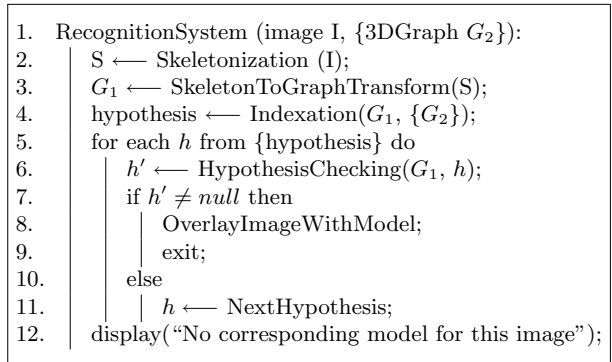 1. RecognitionSystem (image I, {3DGraph G₂}):
2. S ⟵ Skeletonization (I);
3. G₁ ⟵ SkeletonToGraphTransform(S);
4. hypothesis ⟵ Indexation(G₁, {G₂});
5. for each h from {hypothesis} do
6. h′ ⟵ HypothesisChecking(G₁, h);
7. if h′ ≠ null then
8. OverlayImageWithModel;
9. exit;
10. else
11. h ⟵ NextHypothesis;
12. display(“No corresponding model for this image”);